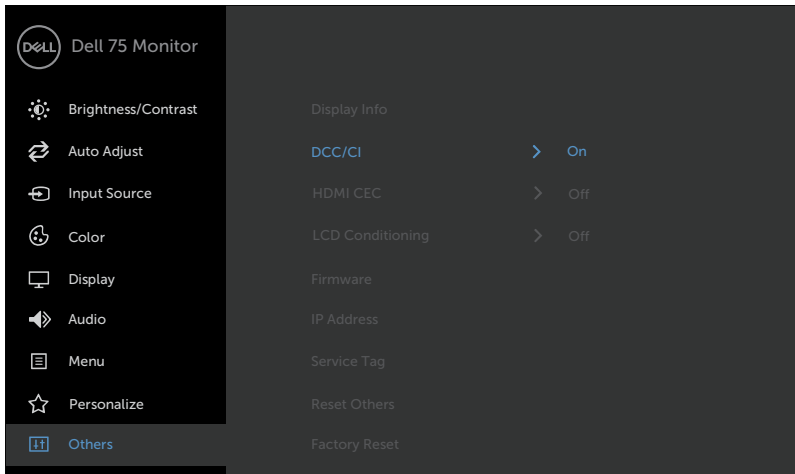 DELL Dell 75 Monitor
Brightness/Contrast
Auto Adjust
Input Source
Color
Display
Audio
Menu
Personalize
Others
Display Info
DCC/CI On
HDMI CEC Off
LCD Conditioning Off
Firmware
IP Address
Service Tag
Reset Others
Factory Reset